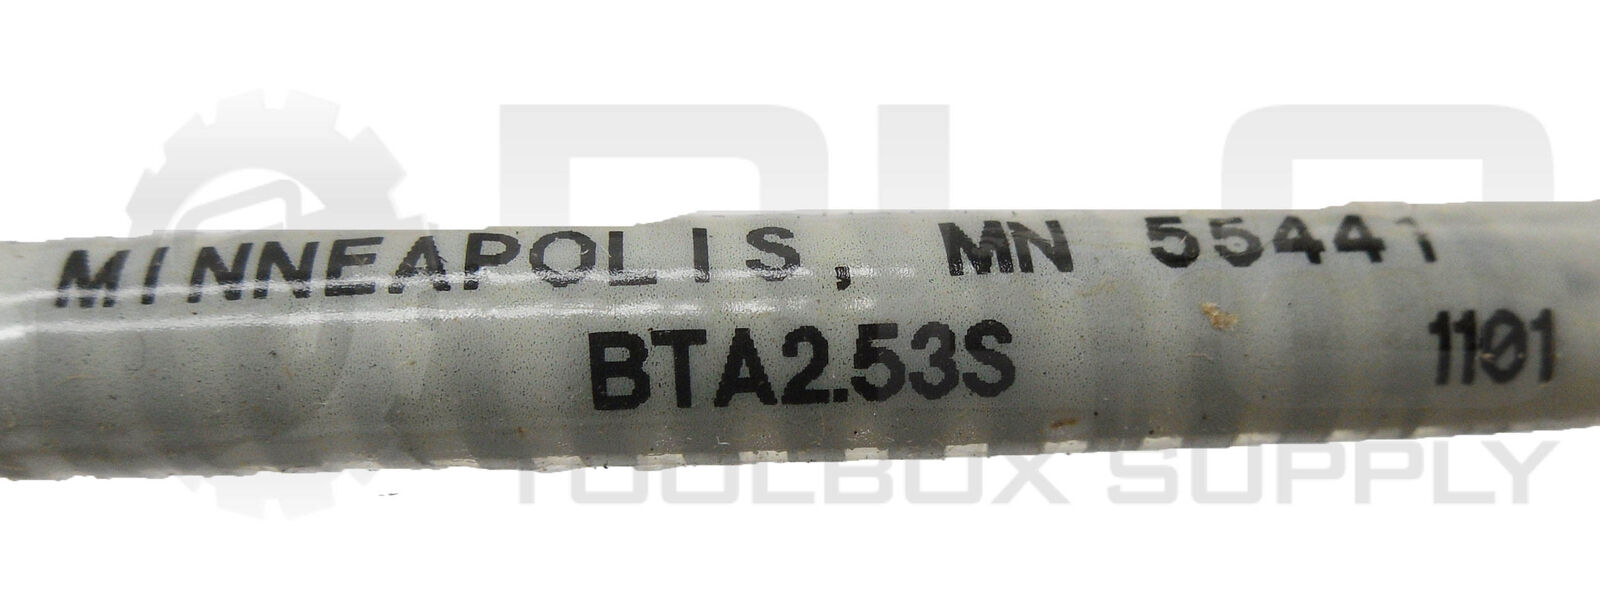 MINNEAPOLIS, MN 55441
BTA2.53S 1101
TOOLBOX SUPPLY